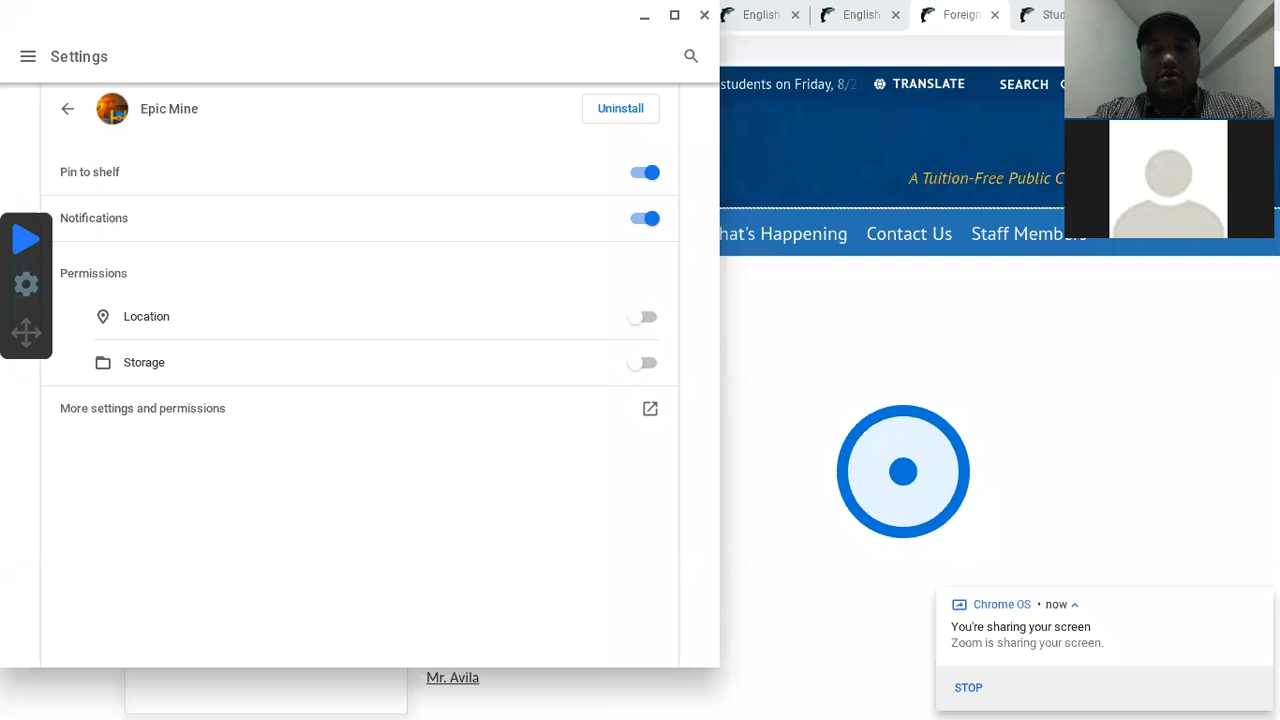 Settings
Epic Mine
Uninstall
Pin to shelf
Notifications
Permissions
Location
Storage
More settings and permissions
English
English
Foreign
students on Friday, 8/2
TRANSLATE
SEARCH
A Tuition-Free Public
hat's Happening
Contact Us
Staff Members
Chrome OS • now
You're sharing your screen
Zoom is sharing your screen.
STOP
Mr. Avila